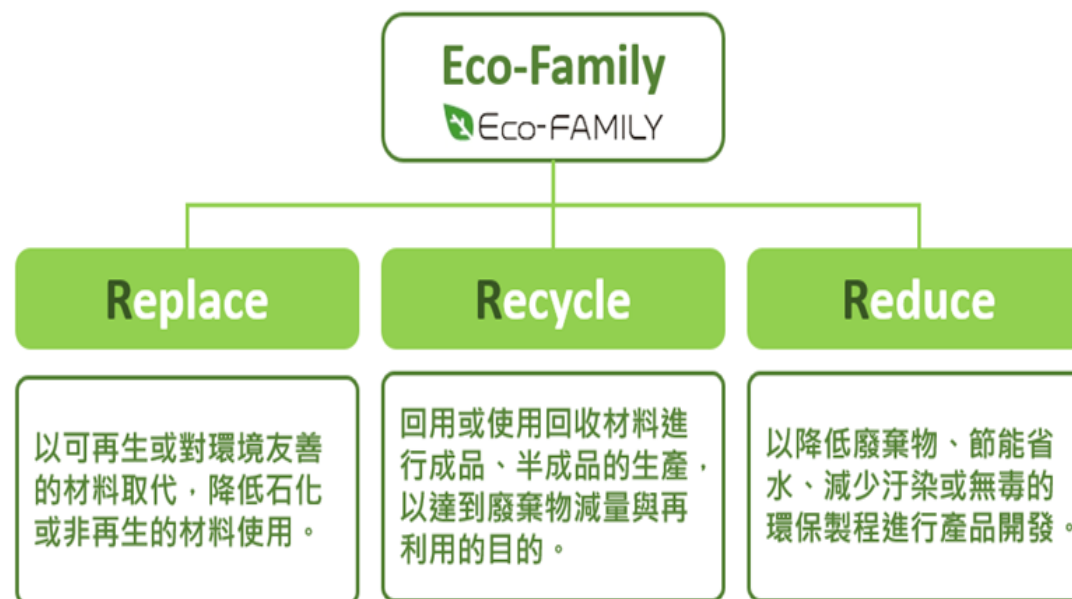 Eco-Family
Eco-FAMILY
Replace
以可再生或對環境友善
的材料取代，降低石化
或非再生的材料使用。
Recycle
回用或使用回收材料進
行成品、半成品的生產，
以達到廢棄物減量與再
利用的目的。
Reduce
以降低廢棄物、節能省
水、減少汙染或無毒的
環保製程進行產品開發。